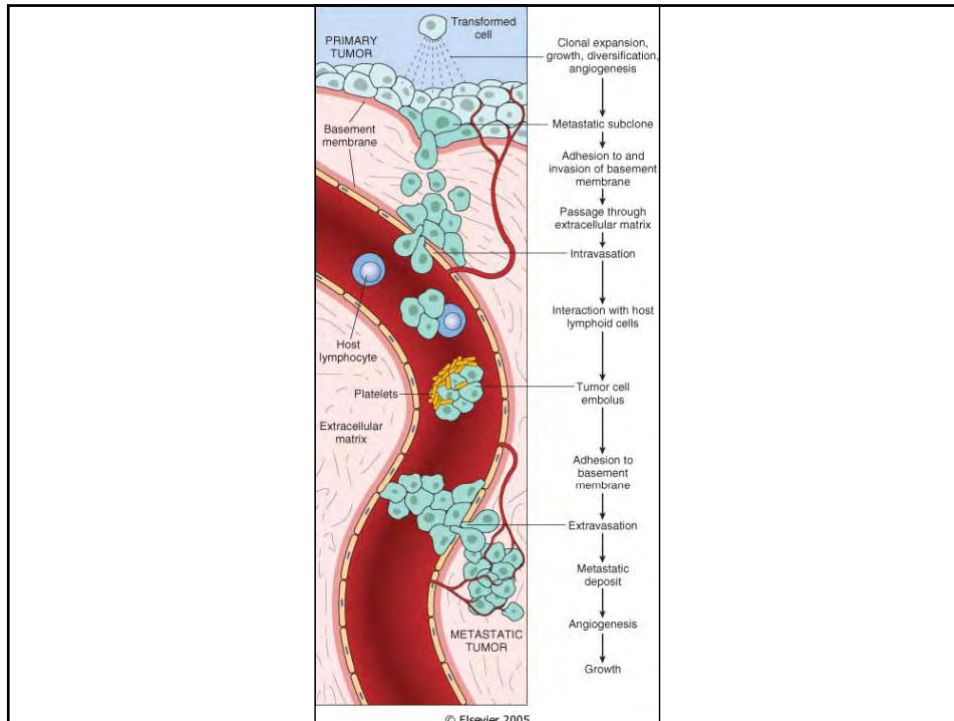 Transformed
cell
PRIMARY
TUMOR
Basement
membrane
Host
lymphocyte
Platelets
Extracellular
matrix
METASTATIC
TUMOR
Clonal expansion,
growth, diversification,
angiogenesis
Metastatic subclone
Adhesion to and
invasion of basement
membrane
Passage through
extracellular matrix
Intravasation
Interaction with host
lymphoid cells
Tumor cell
embolus
Adhesion to
basement
membrane
Extravasation
Metastatic
deposit
Angiogenesis
Growth
© Elsevier 2005